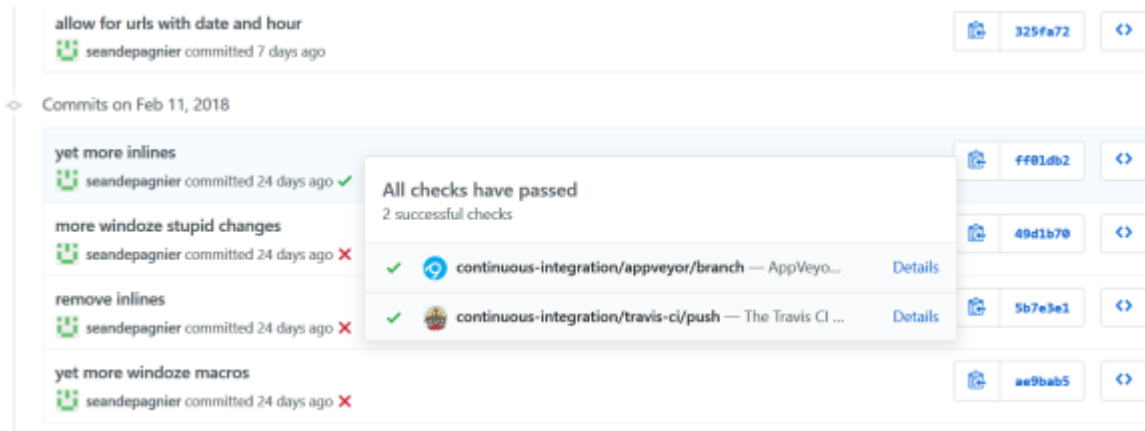 allow for urls with date and hour
325fa72
seandepagnier committed 7 days ago
Commits on Feb 11, 2018
yet more inlines
ff01db2
seandepagnier committed 24 days ago
All checks have passed
2 successful checks
more windoze stupid changes
49d1b70
seandepagnier committed 24 days ago
continuous-integration/appveyor/branch — AppVeyo... Details
remove inlines
5b7e3e1
seandepagnier committed 24 days ago
continuous-integration/travis-ci/push — The Travis CI ... Details
yet more windoze macros
ae9bab5
seandepagnier committed 24 days ago